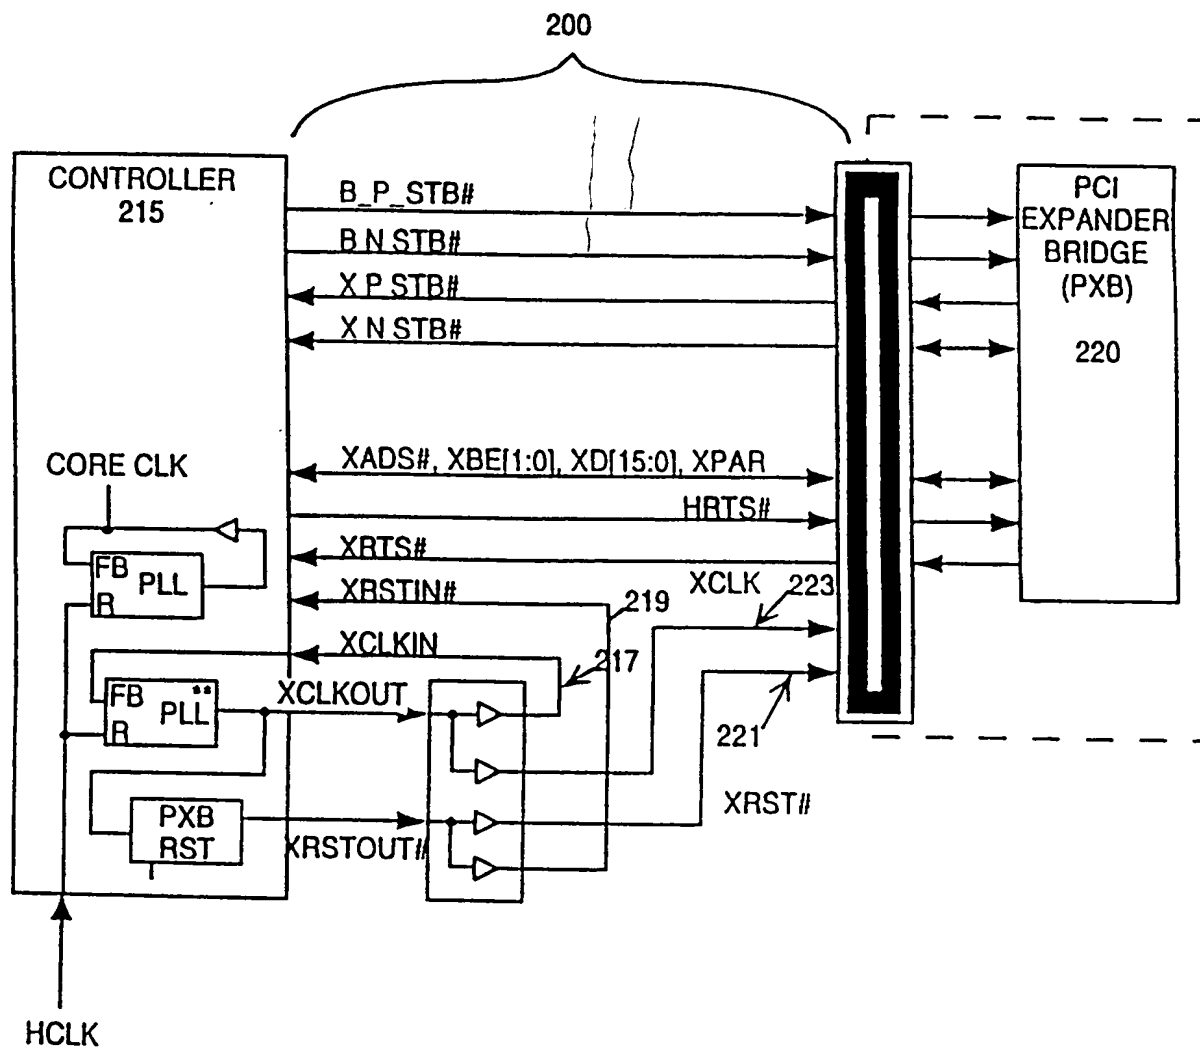 200
CONTROLLER
215
B_P_STB#
B N STB#
X P STB#
X N STB#
PCI
EXPANDER
BRIDGE
(PXB)
220
XADS#, XBE[1:0], XD[15:0], XPAR
HRTS#
XRTS#
XRSTIN#
XCLKIN
CORE CLK
FB
PLL
R
XCLK
223
219
217
FB
PLL**
R
XCLKOUT
221
XRST#
PXB
RST
XRSTOUT#
HCLK